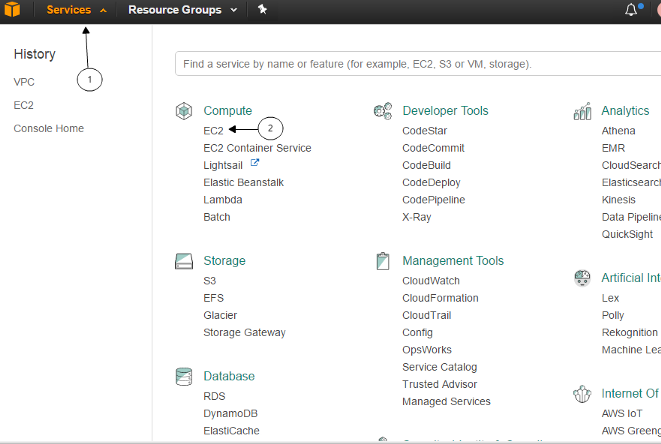 Services
Resource Groups
History
VPC
EC2
Console Home
1
Find a service by name or feature (for example, EC2, S3 or VM, storage).
Compute
EC2
2
EC2 Container Service
Lightsail
Elastic Beanstalk
Lambda
Batch
Developer Tools
CodeStar
CodeCommit
CodeBuild
CodeDeploy
CodePipeline
X-Ray
Analytics
Athena
EMR
CloudSearch
Elasticsearc
Kinesis
Data Pipeline
QuickSight
Storage
S3
EFS
Glacier
Storage Gateway
Management Tools
CloudWatch
CloudFormation
CloudTrail
Config
OpsWorks
Service Catalog
Trusted Advisor
Managed Services
Artificial Inte
Lex
Polly
Rekognition
Machine Lea
Database
RDS
DynamoDB
ElastiCache
Internet Of
AWS IoT
AWS Greeng